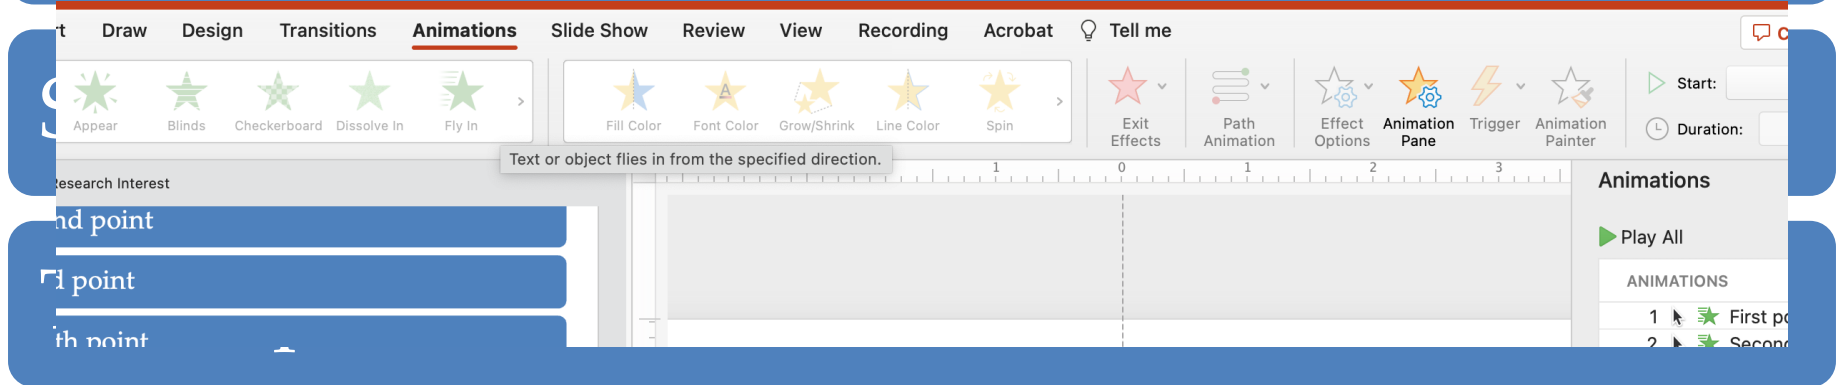 Draw Design Transitions Animations Slide Show Review View Recording Acrobat Tell me
Appear Blinds Checkerboard Dissolve In Fly In
Fill Color Font Color Grow/Shrink Line Color Spin
Exit Effects
Path Animation
Effect Options
Animation Pane
Trigger
Animation Painter
Start:
Duration:
Text or object flies in from the specified direction.
1 0 1 2 3
Research Interest
nd point
d point
th point
Animations
Play All
ANIMATIONS
1 First
2 Second